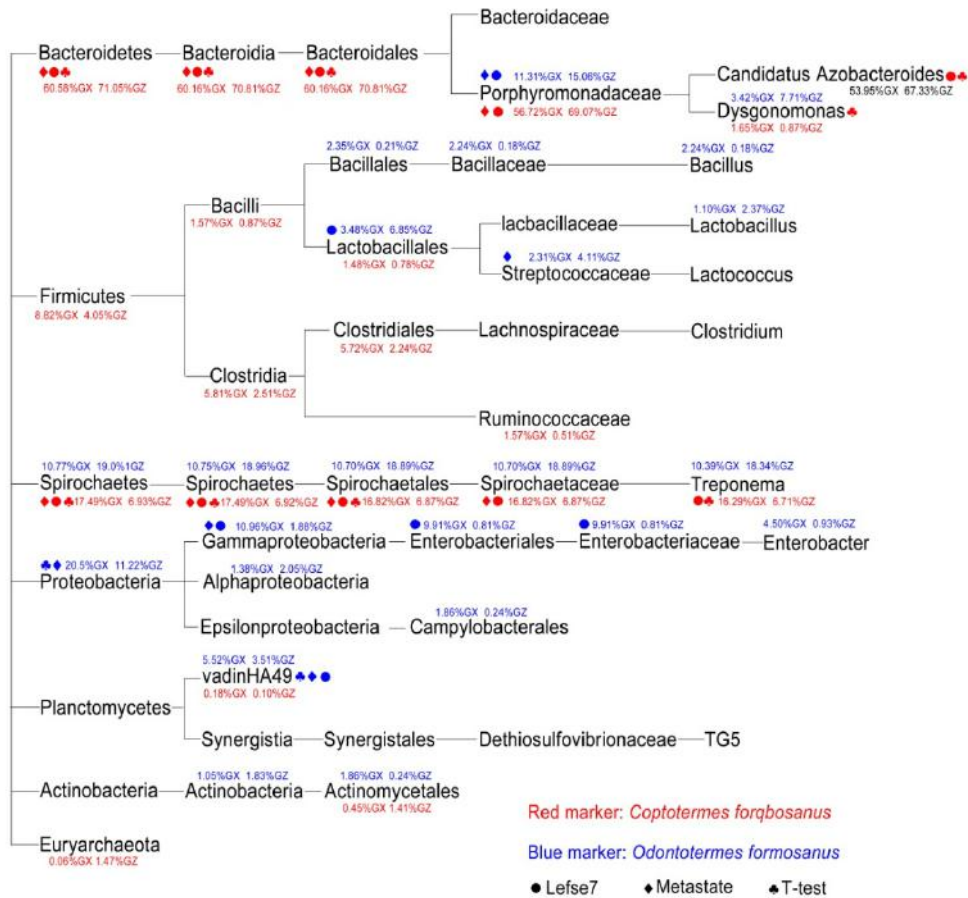 Bacteroidaceae
Bacteroidetes Bacteroidia Bacteroidales
♦●♣ ♦●♣ ♦●♣
60.58%GX 71.05%GZ 60.16%GX 70.81%GZ 60.16%GX 70.81%GZ
♦● 11.31%GX 15.06%GZ
Porphyromonadaceae
♦● 56.72%GX 69.07%GZ
Candidatus Azobacteroides●♣
53.95%GX 67.33%GZ
3.42%GX 7.71%GZ
Dysgonomonas♣
1.65%GX 0.87%GZ
2.35%GX 0.21%GZ 2.24%GX 0.18%GZ 2.24%GX 0.18%GZ
Bacillales Bacillaceae Bacillus
Bacilli
1.57%GX 0.87%GZ
● 3.48%GX 6.85%GZ
Lactobacillales
1.48%GX 0.78%GZ
1.10%GX 2.37%GZ
lacbacillaceae Lactobacillus
♦ 2.31%GX 4.11%GZ
Streptococcaceae Lactococcus
Firmicutes
8.82%GX 4.05%GZ
Clostridiales Lachnospiraceae Clostridium
5.72%GX 2.24%GZ
Clostridia
5.81%GX 2.51%GZ
Ruminococcaceae
1.57%GX 0.51%GZ
10.77%GX 19.0%1GZ 10.75%GX 18.96%GZ 10.70%GX 18.89%GZ 10.70%GX 18.89%GZ 10.39%GX 18.34%GZ
Spirochaetes Spirochaetes Spirochaetales Spirochaetaceae Treponema
♦●♣17.49%GX 6.93%GZ ♦●♣17.49%GX 6.92%GZ ♦●♣16.82%GX 6.87%GZ ♦●16.82%GX 6.87%GZ ●♣16.29%GX 6.71%GZ
♦● 10.96%GX 1.88%GZ ●9.91%GX 0.81%GZ ●9.91%GX 0.81%GZ 4.50%GX 0.93%GZ
Gammaproteobacteria Enterobacteriales Enterobacteriaceae Enterobacter
♣♦20.5%GX 11.22%GZ
Proteobacteria
1.38%GX 2.05%GZ
Alphaproteobacteria
1.86%GX 0.24%GZ
Epsilonproteobacteria Campylobacterales
5.52%GX 3.51%GZ
vadinHA49♣♦●
0.18%GX 0.10%GZ
Planctomycetes
Synergistia Synergistales Dethiosulfovibrionaceae TG5
1.05%GX 1.83%GZ 1.86%GX 0.24%GZ
Actinobacteria Actinobacteria Actinomycetales
0.45%GX 1.41%GZ
Euryarchaeota
0.06%GX 1.47%GZ
Red marker: Coptotermes forqbosanus
Blue marker: Odontotermes formosanus
● Lefse7 ♦Metastate ♣T-test